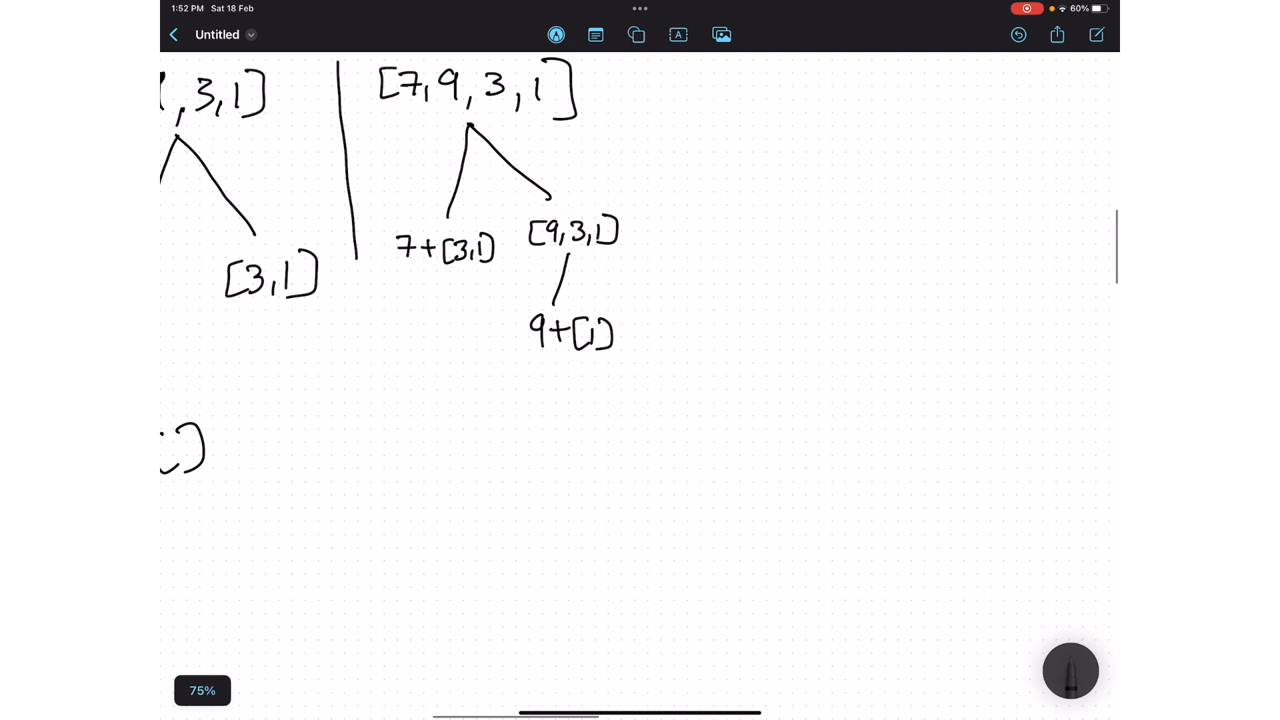 1:52 PM Sat 18 Feb
60%
Untitled
A
, 3, 1]
[7, 9, 3, 1]
[3, 1]
7+[3,1]
[9,3,1]
9+[1]
]
75%